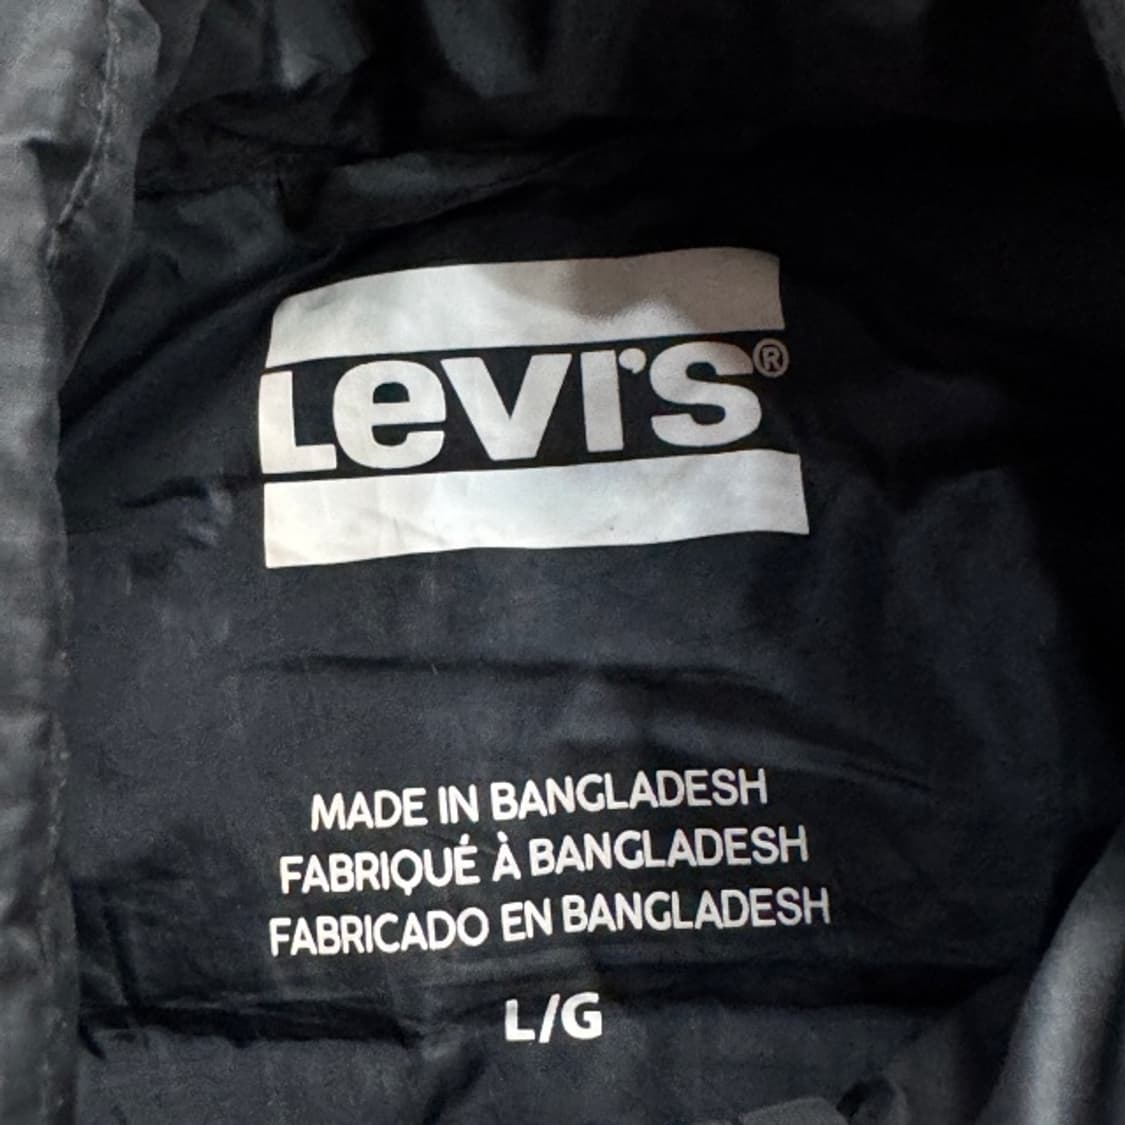 Levi's®
MADE IN BANGLADESH
FABRIQUÉ À BANGLADESH
FABRICADO EN BANGLADESH
L/G